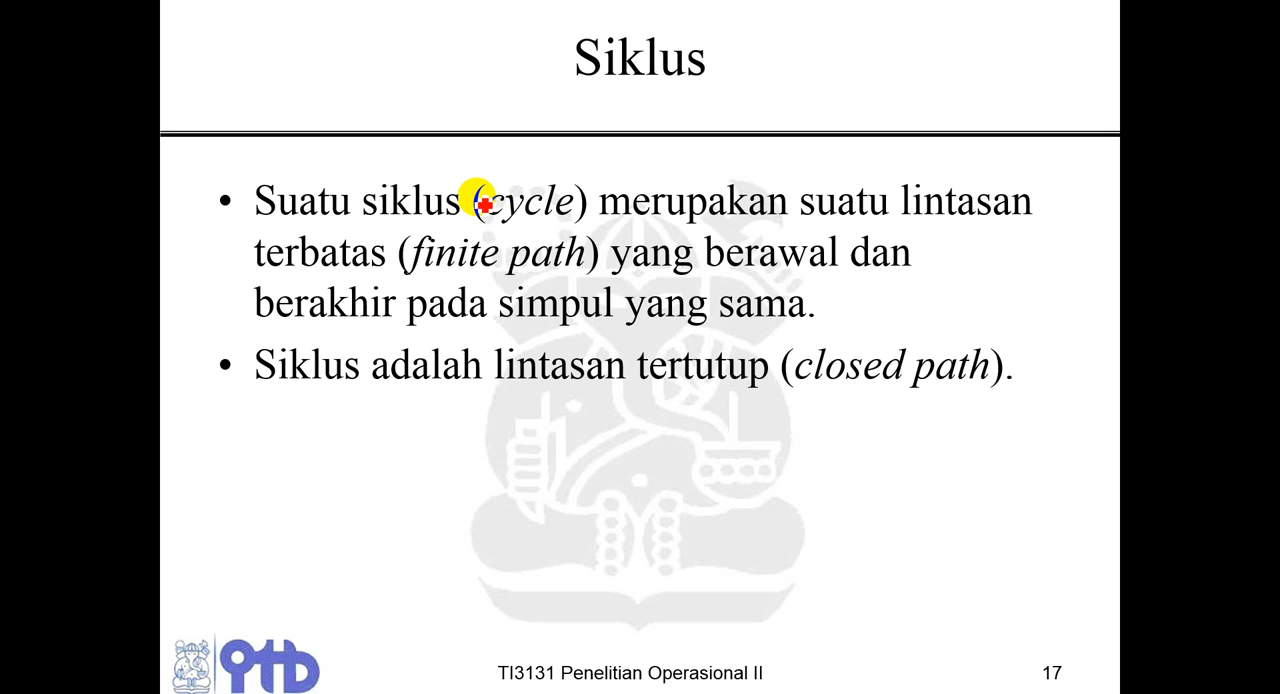 Siklus
• Suatu siklus (cycle) merupakan suatu lintasan
terbatas (finite path) yang berawal dan
berakhir pada simpul yang sama.
• Siklus adalah lintasan tertutup (closed path).
itb
TI3131 Penelitian Operasional II
17